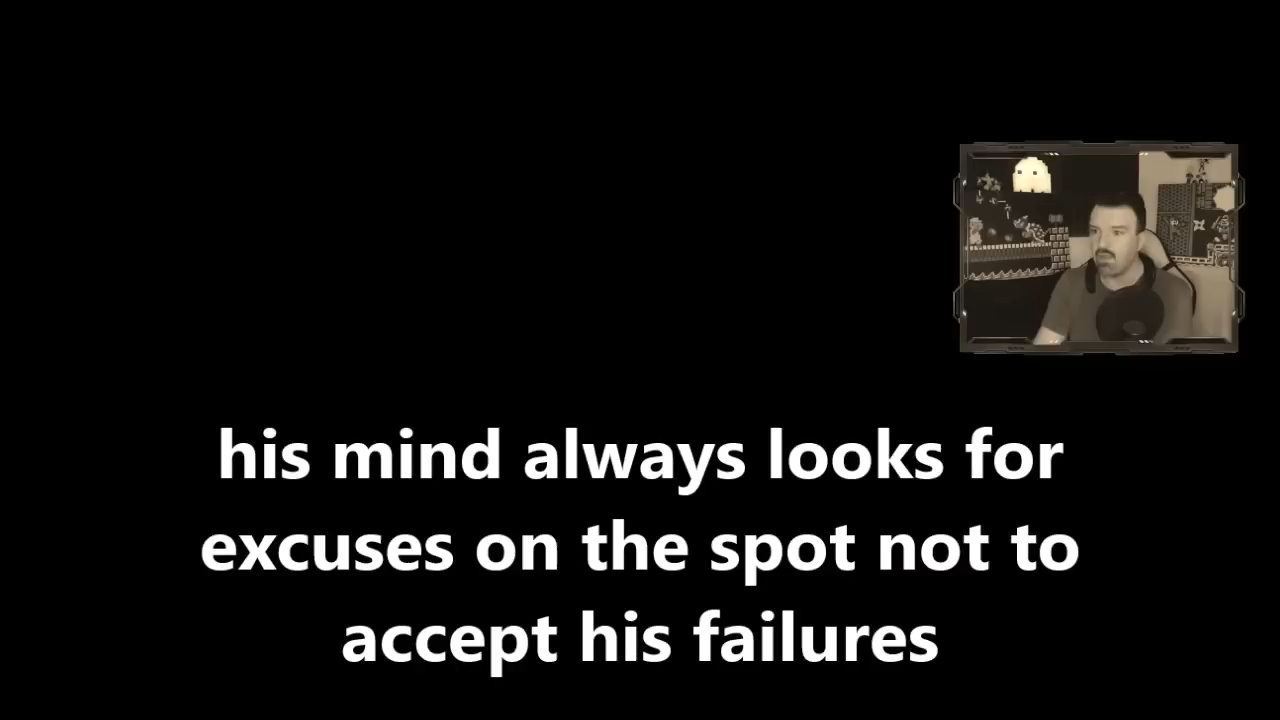 his mind always looks for
excuses on the spot not to
accept his failures